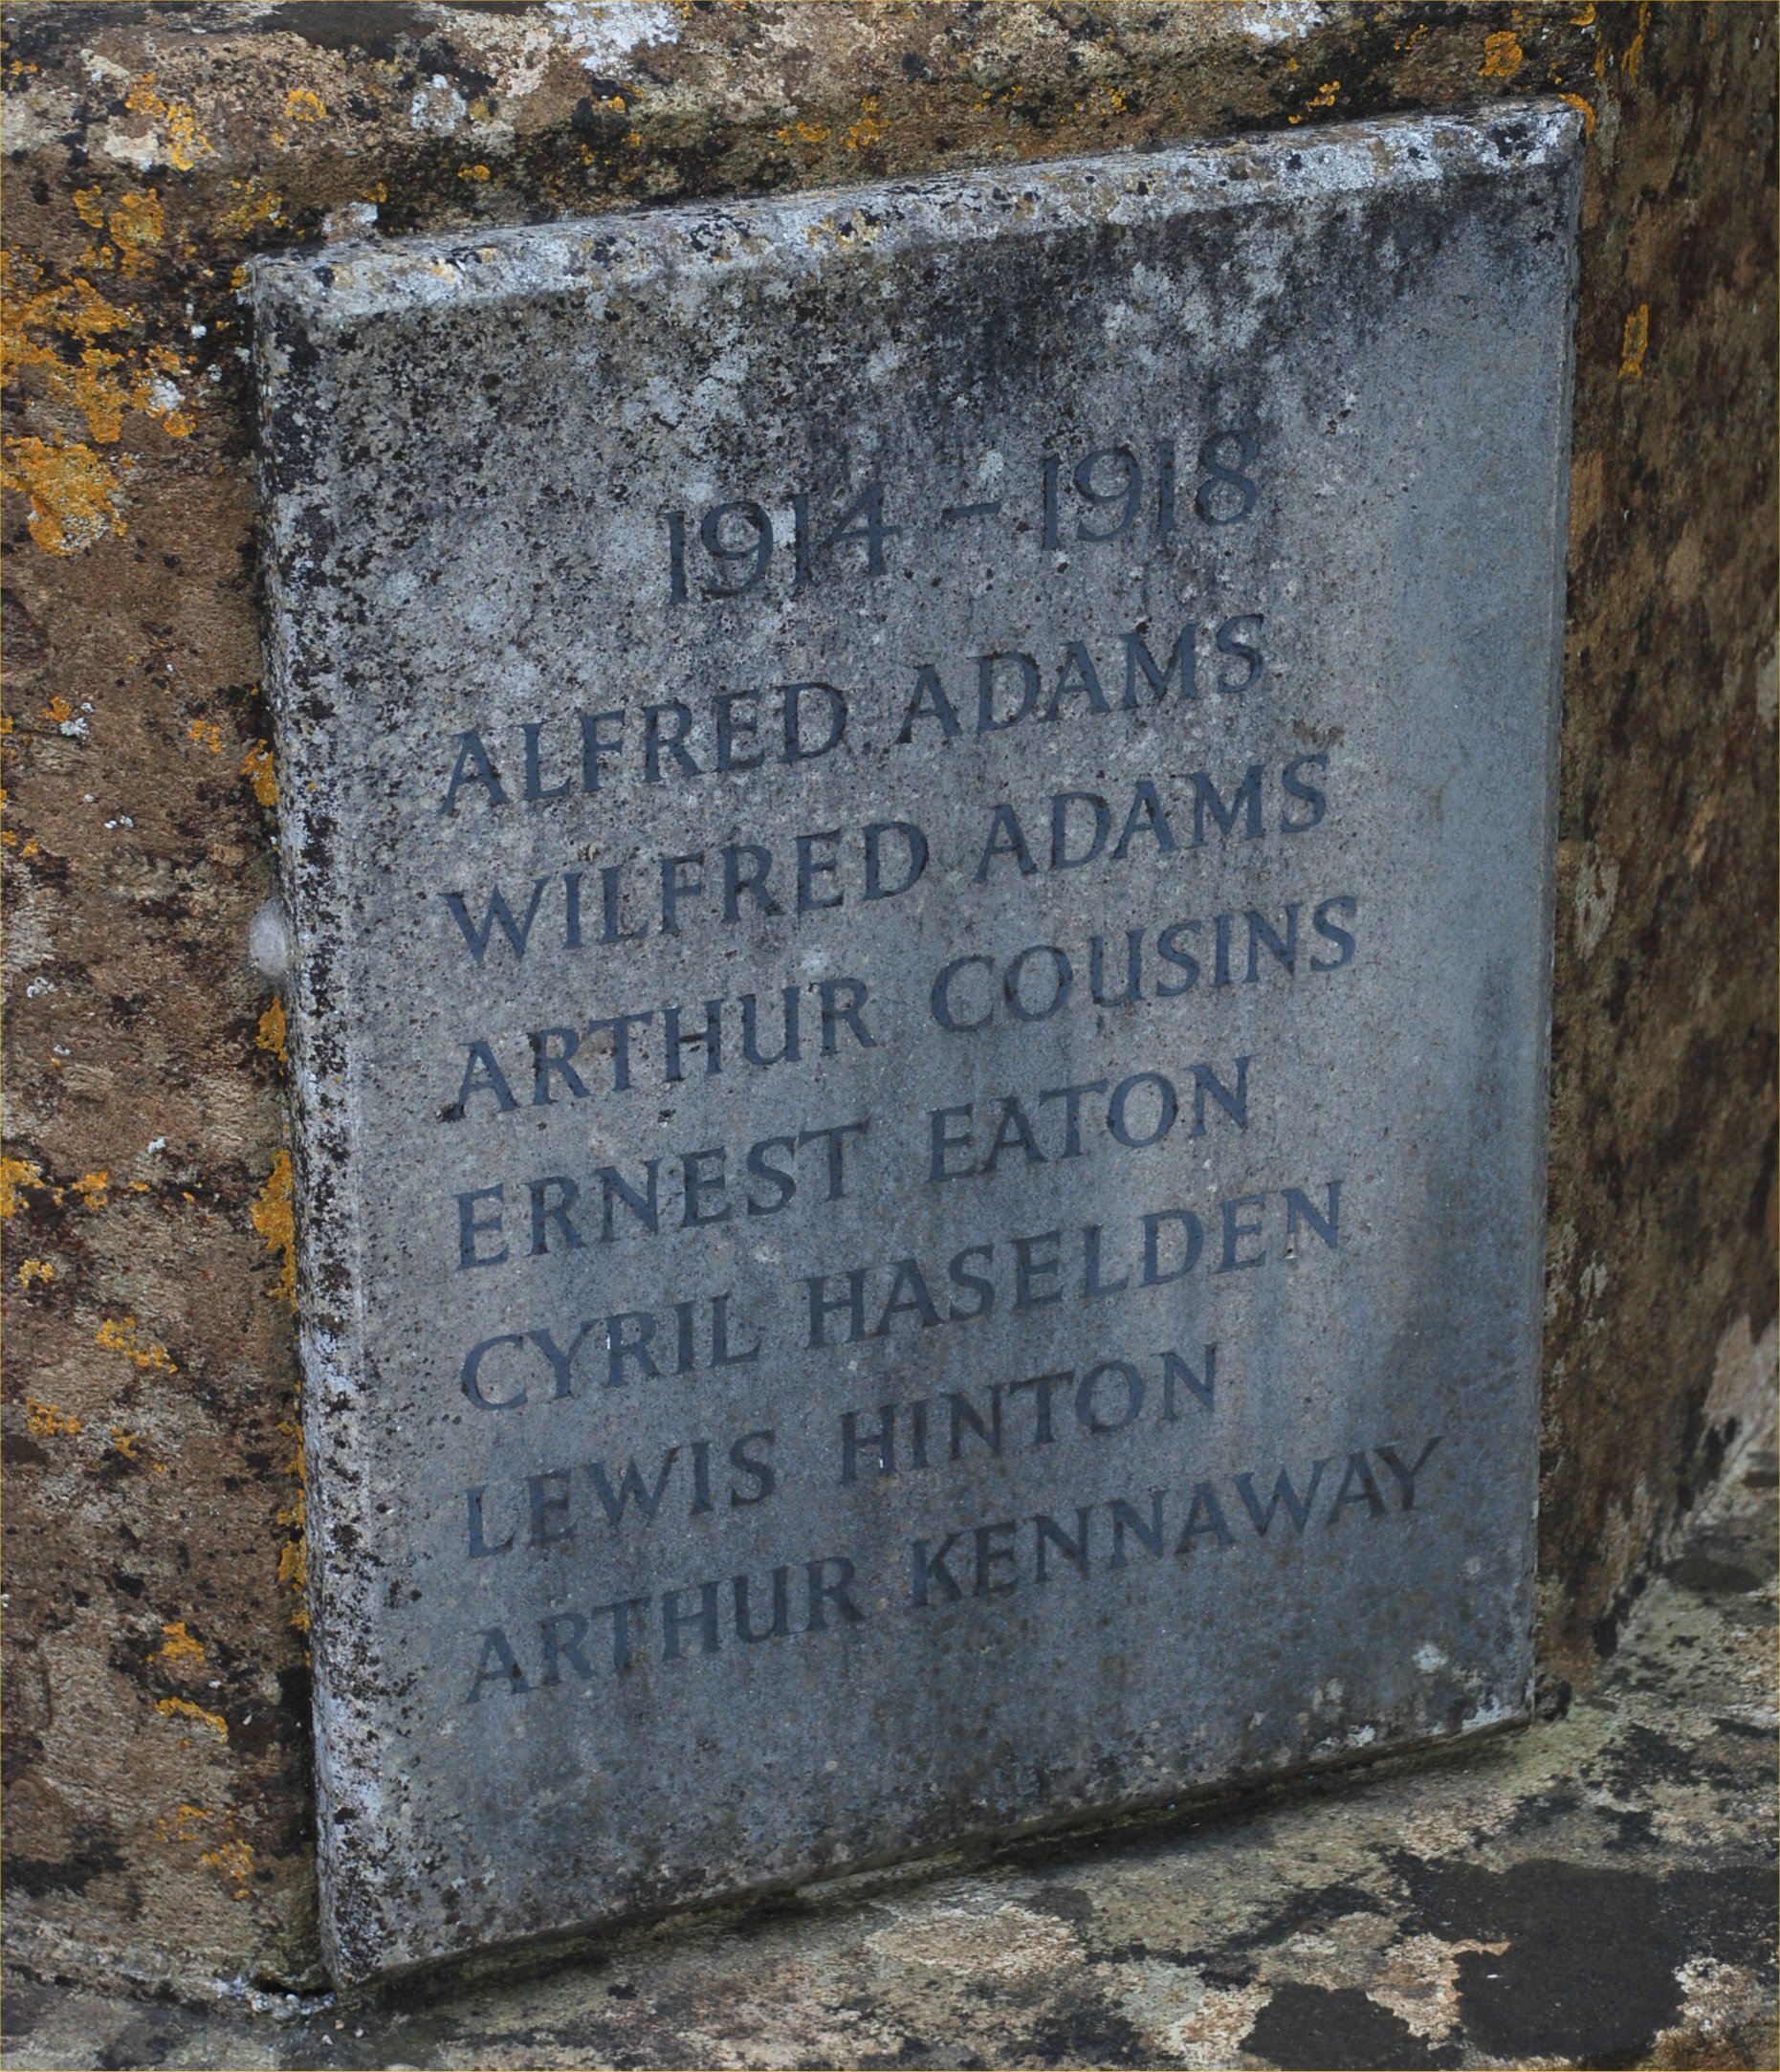 1914 – 1918
ALFRED ADAMS
WILFRED ADAMS
ARTHUR COUSINS
ERNEST EATON
CYRIL HASELDEN
LEWIS HINTON
ARTHUR KENNAWAY